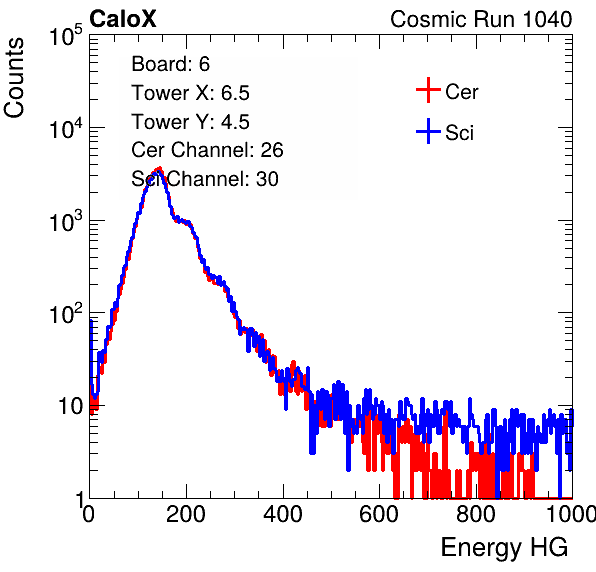 CaloX Cosmic Run 1040
Counts
10^5
10^4
10^3
10^2
10
1
Board: 6
Tower X: 6.5
Tower Y: 4.5
Cer Channel: 26
Sci Channel: 30
Cer
Sci
0 200 400 600 800 1000
Energy HG